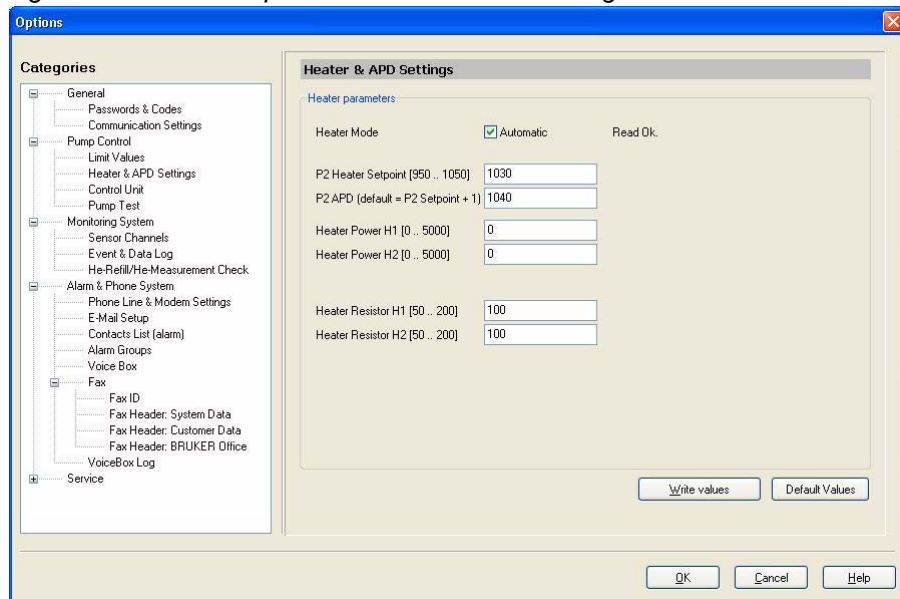 Options
Categories
General
Passwords & Codes
Communication Settings
Pump Control
Limit Values
Heater & APD Settings
Control Unit
Pump Test
Monitoring System
Sensor Channels
Event & Data Log
He-Refill/He-Measurement Check
Alarm & Phone System
Phone Line & Modem Settings
E-Mail Setup
Contacts List (alarm)
Alarm Groups
Voice Box
Fax
Fax ID
Fax Header: System Data
Fax Header: Customer Data
Fax Header: BRUKER Office
VoiceBox Log
Service
Heater & APD Settings
Heater parameters
Heater Mode Automatic Read Ok.
P2 Heater Setpoint [950 .. 1050] 1030
P2 APD (default = P2 Setpoint + 1) 1040
Heater Power H1 [0 .. 5000] 0
Heater Power H2 [0 .. 5000] 0
Heater Resistor H1 [50 .. 200] 100
Heater Resistor H2 [50 .. 200] 100
Write values Default Values
OK Cancel Help